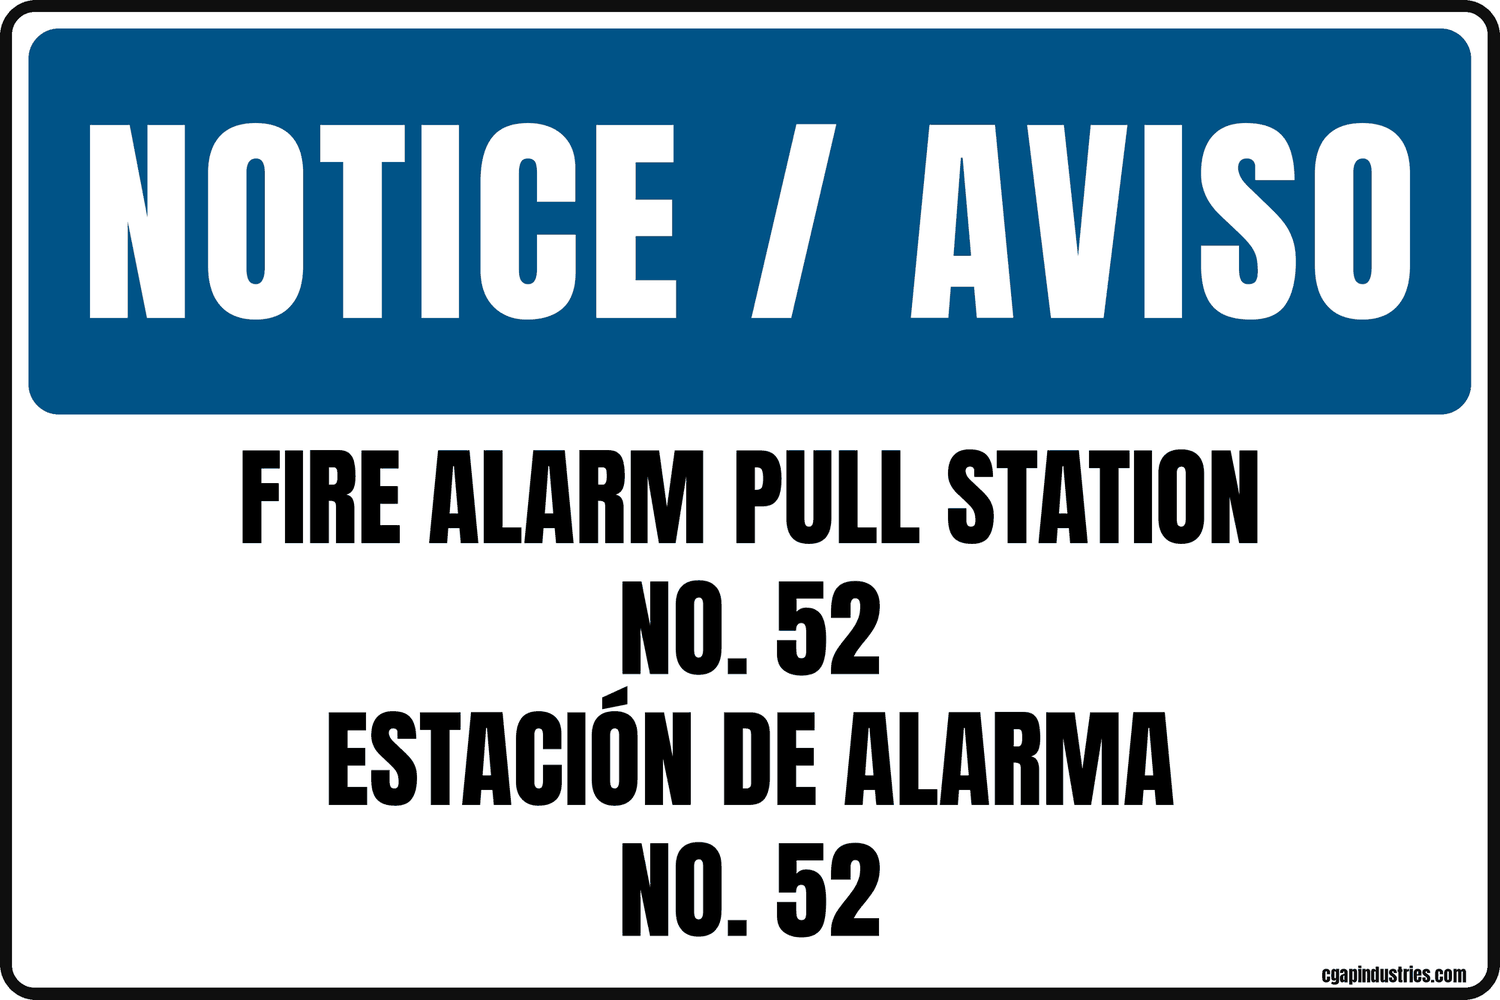 NOTICE / AVISO
FIRE ALARM PULL STATION
NO. 52
ESTACIÓN DE ALARMA
NO. 52
cgapindustries.com